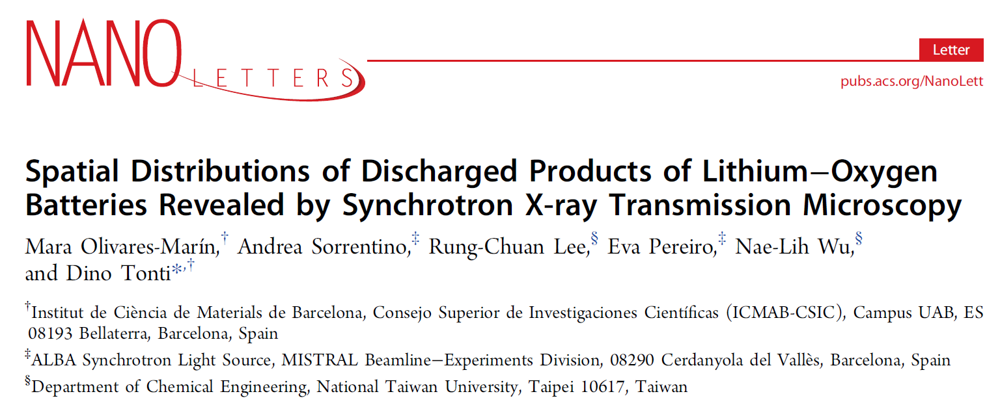 NANO LETTERS
Letter
pubs.acs.org/NanoLett
Spatial Distributions of Discharged Products of Lithium−Oxygen
Batteries Revealed by Synchrotron X-ray Transmission Microscopy
Mara Olivares-Marín,† Andrea Sorrentino,‡ Rung-Chuan Lee,§ Eva Pereiro,‡ Nae-Lih Wu,§
and Dino Tonti*,†
†Institut de Ciència de Materials de Barcelona, Consejo Superior de Investigaciones Científicas (ICMAB-CSIC), Campus UAB, ES
08193 Bellaterra, Barcelona, Spain
‡ALBA Synchrotron Light Source, MISTRAL Beamline−Experiments Division, 08290 Cerdanyola del Vallès, Barcelona, Spain
§Department of Chemical Engineering, National Taiwan University, Taipei 10617, Taiwan